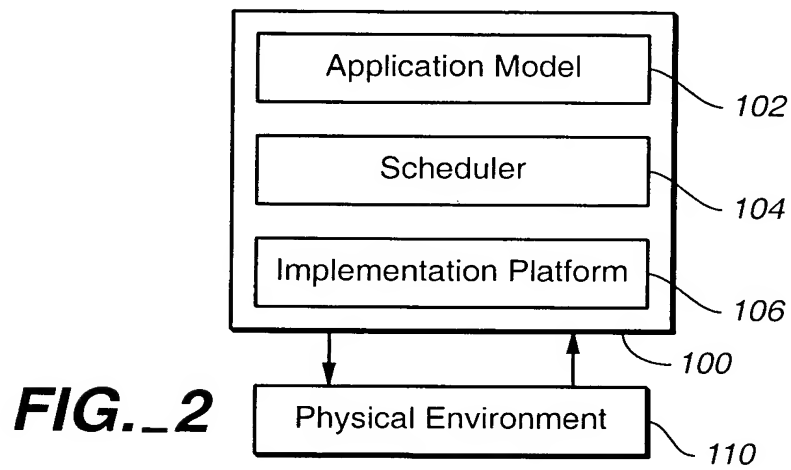 Application Model
102
Scheduler
104
Implementation Platform
106
100
FIG._2
Physical Environment
110